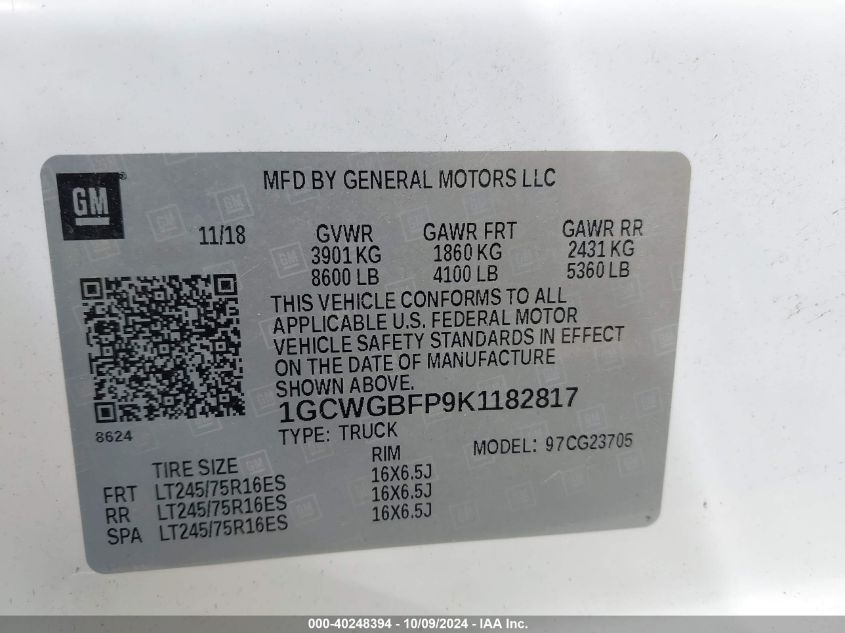 GM
MFD BY GENERAL MOTORS LLC
11/18
GVWR GAWR FRT GAWR RR
3901 KG 1860 KG 2431 KG
8600 LB 4100 LB 5360 LB
THIS VEHICLE CONFORMS TO ALL
APPLICABLE U.S. FEDERAL MOTOR
VEHICLE SAFETY STANDARDS IN EFFECT
ON THE DATE OF MANUFACTURE
SHOWN ABOVE.
1GCWGBFP9K1182817
8624
TYPE: TRUCK MODEL: 97CG23705
TIRE SIZE RIM
FRT LT245/75R16ES 16X6.5J
RR LT245/75R16ES 16X6.5J
SPA LT245/75R16ES 16X6.5J
000-40248394 - 10/09/2024 - IAA Inc.